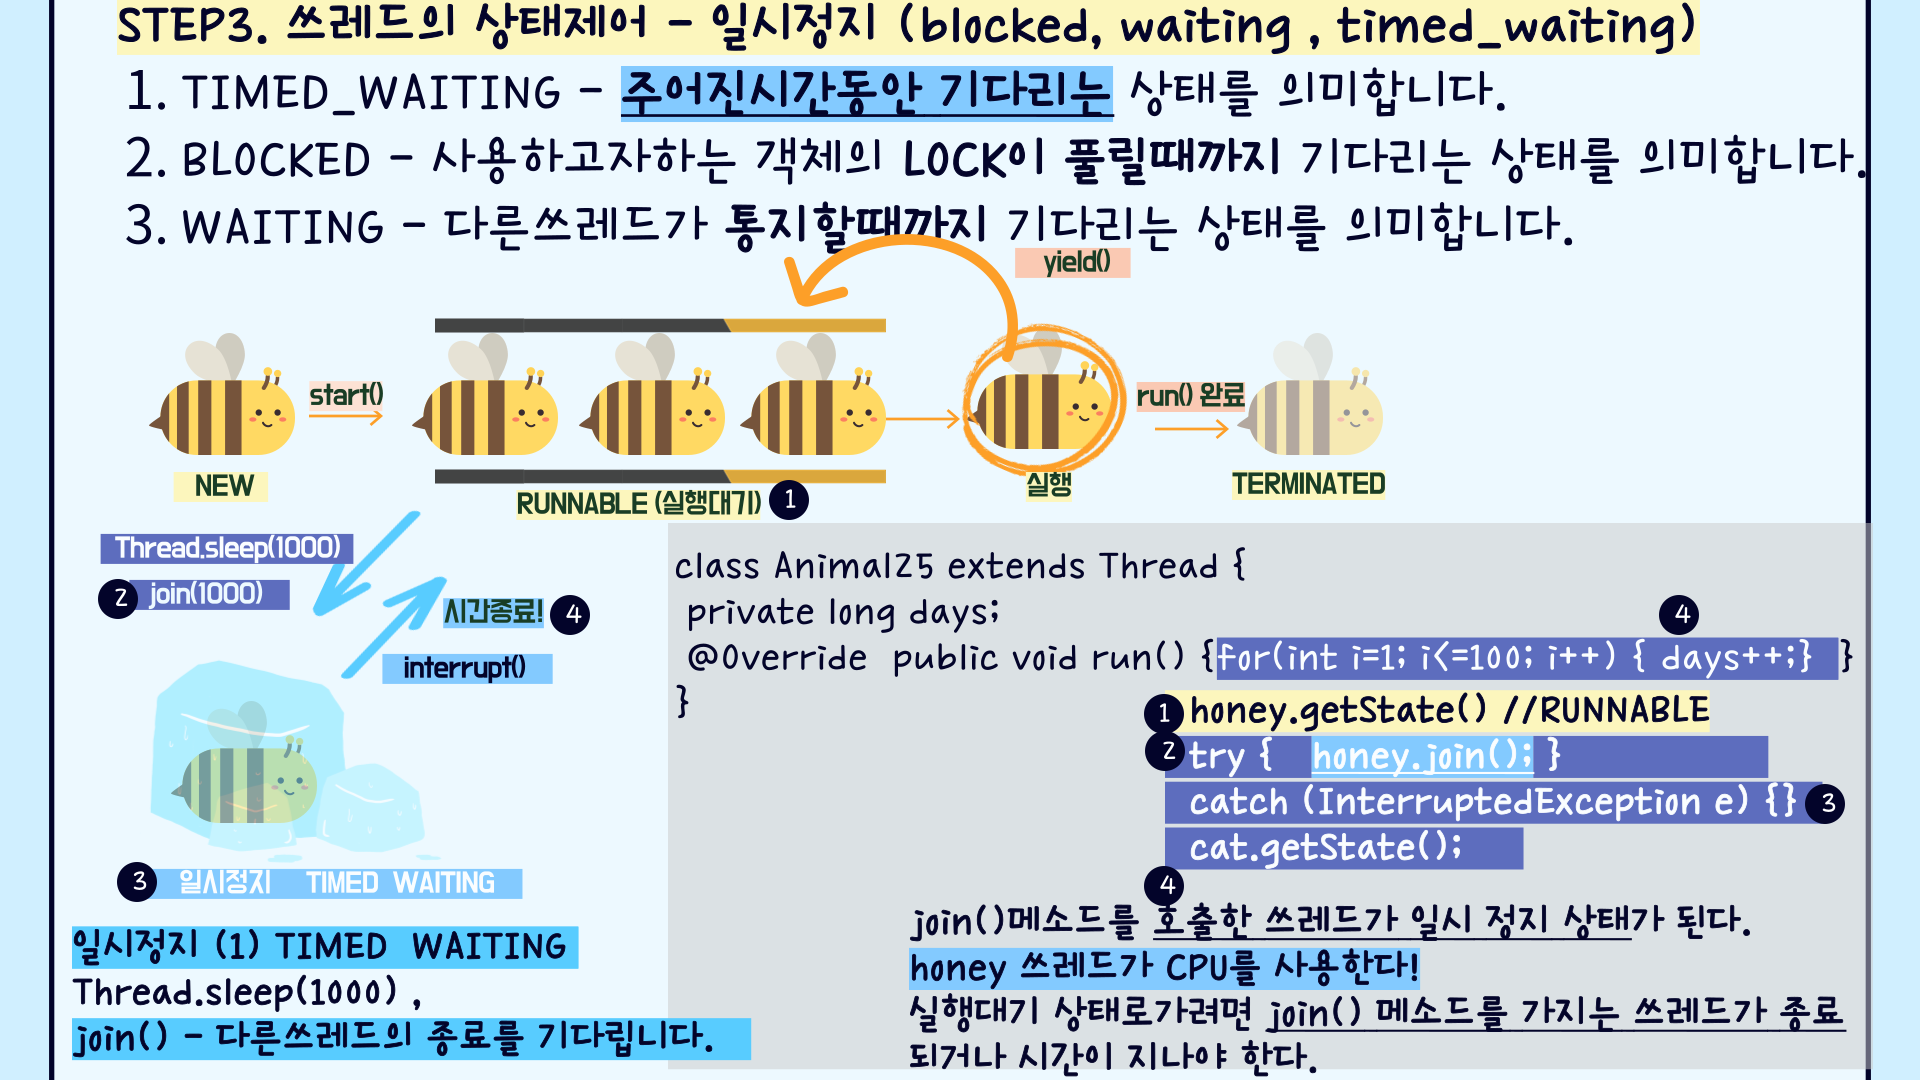 STEP3. 쓰레드의 상태제어 - 일시정지 (blocked, waiting , timed_waiting)
1. TIMED_WAITING - 주어진시간동안 기다리는 상태를 의미합니다.
2. BLOCKED - 사용하고자하는 객체의 LOCK이 풀릴때까지 기다리는 상태를 의미합니다.
3. WAITING - 다른쓰레드가 통지할때까지 기다리는 상태를 의미합니다.
yield()
start()
run() 완료
NEW
RUNNABLE (실행대기) 1
실행
TERMINATED
Thread.sleep(1000)
2 join(1000)
시간종료! 4
interrupt()
3 일시정지 TIMED WAITING
일시정지 (1) TIMED WAITING
Thread.sleep(1000) ,
join() - 다른쓰레드의 종료를 기다립니다.
class Animal25 extends Thread {
private long days;
4
@Override public void run() {for(int i=1; i<=100; i++) { days++;} }
}
1 honey.getState() //RUNNABLE
2 try { honey.join(); }
catch (InterruptedException e) {} 3
cat.getState();
4
join()메소드를 호출한 쓰레드가 일시 정지 상태가 된다.
honey 쓰레드가 CPU를 사용한다!
실행대기 상태로가려면 join() 메소드를 가지는 쓰레드가 종료
되거나 시간이 지나야 한다.